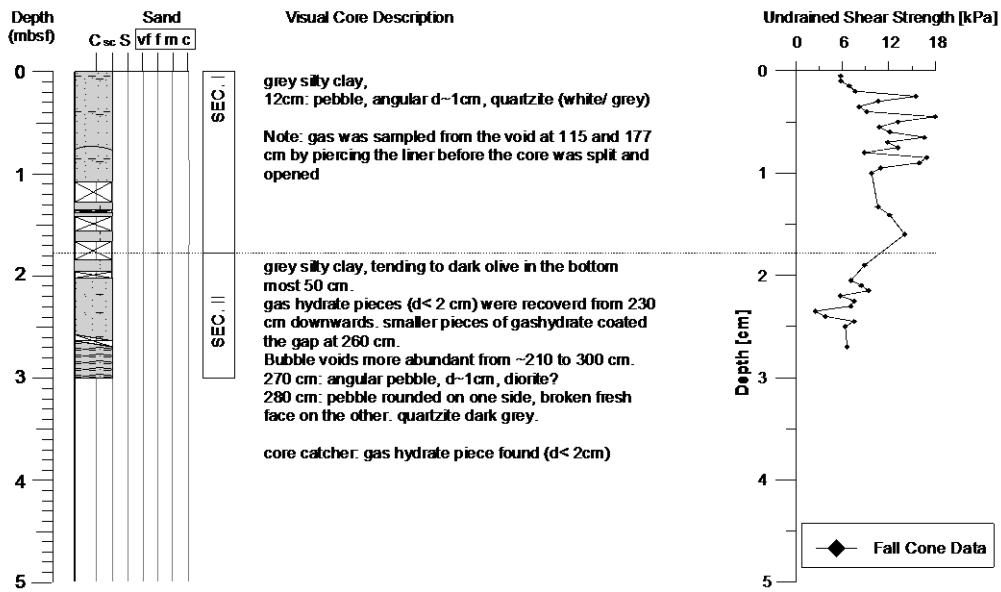 Depth
(mbsf)
Sand
C sc S vf f m c
Visual Core Description
Undrained Shear Strength [kPa]
0 6 12 18
0
1
2
3
4
5
SEC. I
SEC. II
grey silty clay,
12cm: pebble, angular d~1cm, quartzite (white/ grey)
Note: gas was sampled from the void at 115 and 177
cm by piercing the liner before the core was split and
opened
grey silty clay, tending to dark olive in the bottom
most 50 cm.
gas hydrate pieces (d< 2 cm) were recoverd from 230
cm downwards. smaller pieces of gashydrate coated
the gap at 260 cm.
Bubble voids more abundant from ~210 to 300 cm.
270 cm: angular pebble, d~1cm, diorite?
280 cm: pebble rounded on one side, broken fresh
face on the other. quartzite dark grey.
core catcher: gas hydrate piece found (d< 2cm)
0
1
2
3
4
5
Depth [cm]
Fall Cone Data